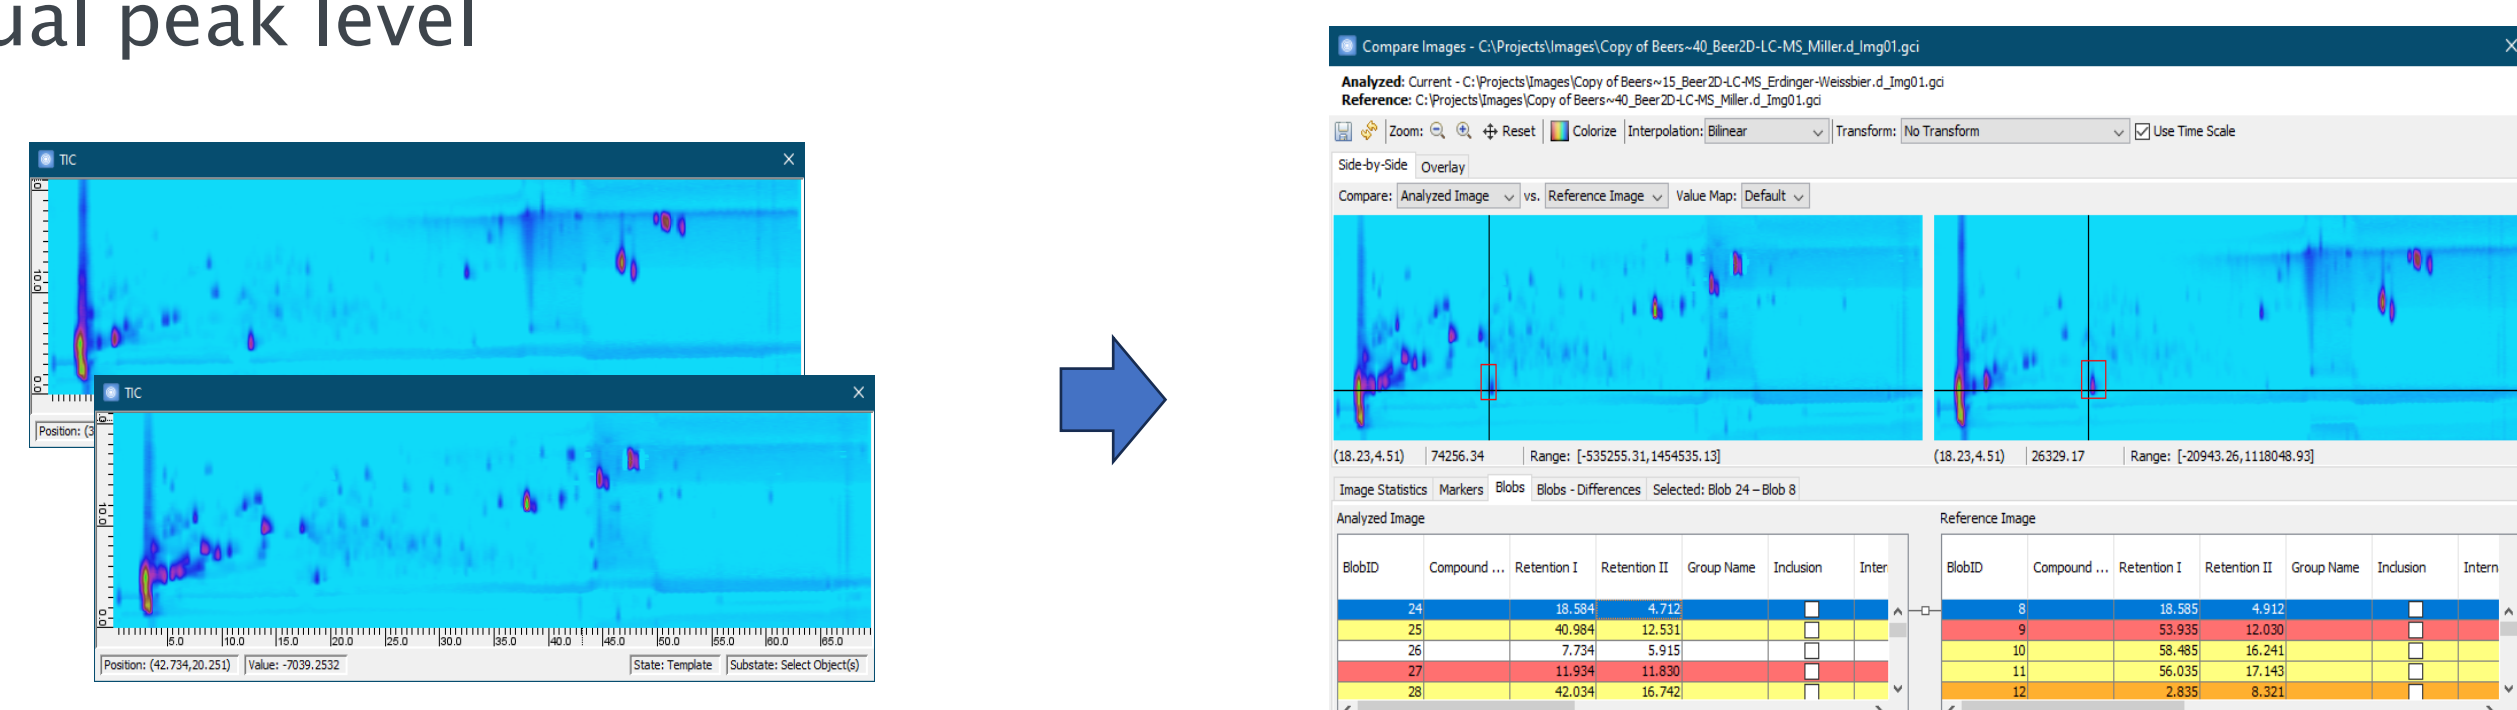 ual peak level
TIC
10.0
0.0
Position: (3
TIC
10.0
0.0
5.0 10.0 15.0 20.0 25.0 30.0 35.0 40.0 45.0 50.0 55.0 60.0 65.0
Position: (42.734,20.251) Value: -7039.2532 State: Template Substate: Select Object(s)
Compare Images - C:\Projects\Images\Copy of Beers~40_Beer2D-LC-MS_Miller.d_Img01.gci
Analyzed: Current - C:\Projects\Images\Copy of Beers~15_Beer2D-LC-MS_Erdinger-Weissbier.d_Img01.gci
Reference: C:\Projects\Images\Copy of Beers~40_Beer2D-LC-MS_Miller.d_Img01.gci
Zoom: Reset Colorize Interpolation: Bilinear Transform: No Transform Use Time Scale
Side-by-Side Overlay
Compare: Analyzed Image vs. Reference Image Value Map: Default
(18.23,4.51) 74256.34 Range: [-535255.31,1454535.13] (18.23,4.51) 26329.17 Range: [-20943.26,1118048.93]
Image Statistics Markers Blobs Blobs - Differences Selected: Blob 24 – Blob 8
Analyzed Image Reference Image
BlobID Compound ... Retention I Retention II Group Name Inclusion Inter BlobID Compound ... Retention I Retention II Group Name Inclusion Intern
24 18.584 4.712 8 18.585 4.912
25 40.984 12.531 9 53.935 12.030
26 7.734 5.915 10 58.485 16.241
27 11.934 11.830 11 56.035 17.143
28 42.034 16.742 12 2.835 8.321